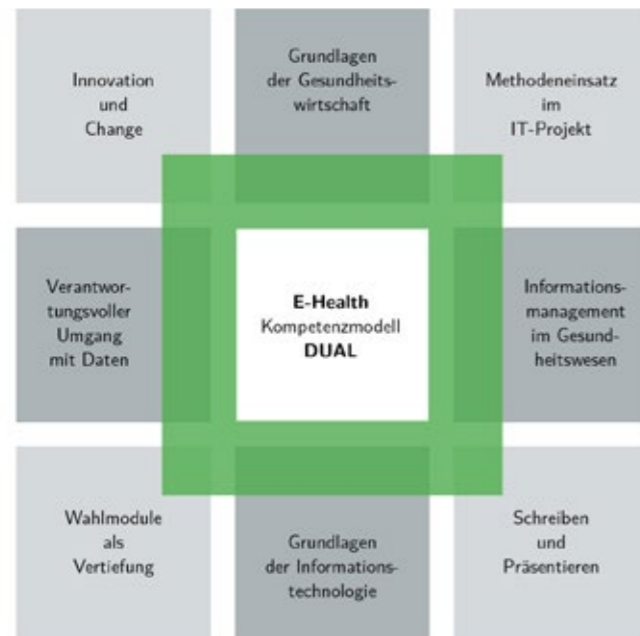 Innovation
und
Change
Grundlagen
der Gesundheits-
wirtschaft
Methodeneinsatz
im
IT-Projekt
Verantwor-
tungsvoller
Umgang
mit Daten
E-Health
Kompetenzmodell
DUAL
Informations-
management
im Gesund-
heitswesen
Wahlmodule
als
Vertiefung
Grundlagen
der Informations-
technologie
Schreiben
und
Präsentieren